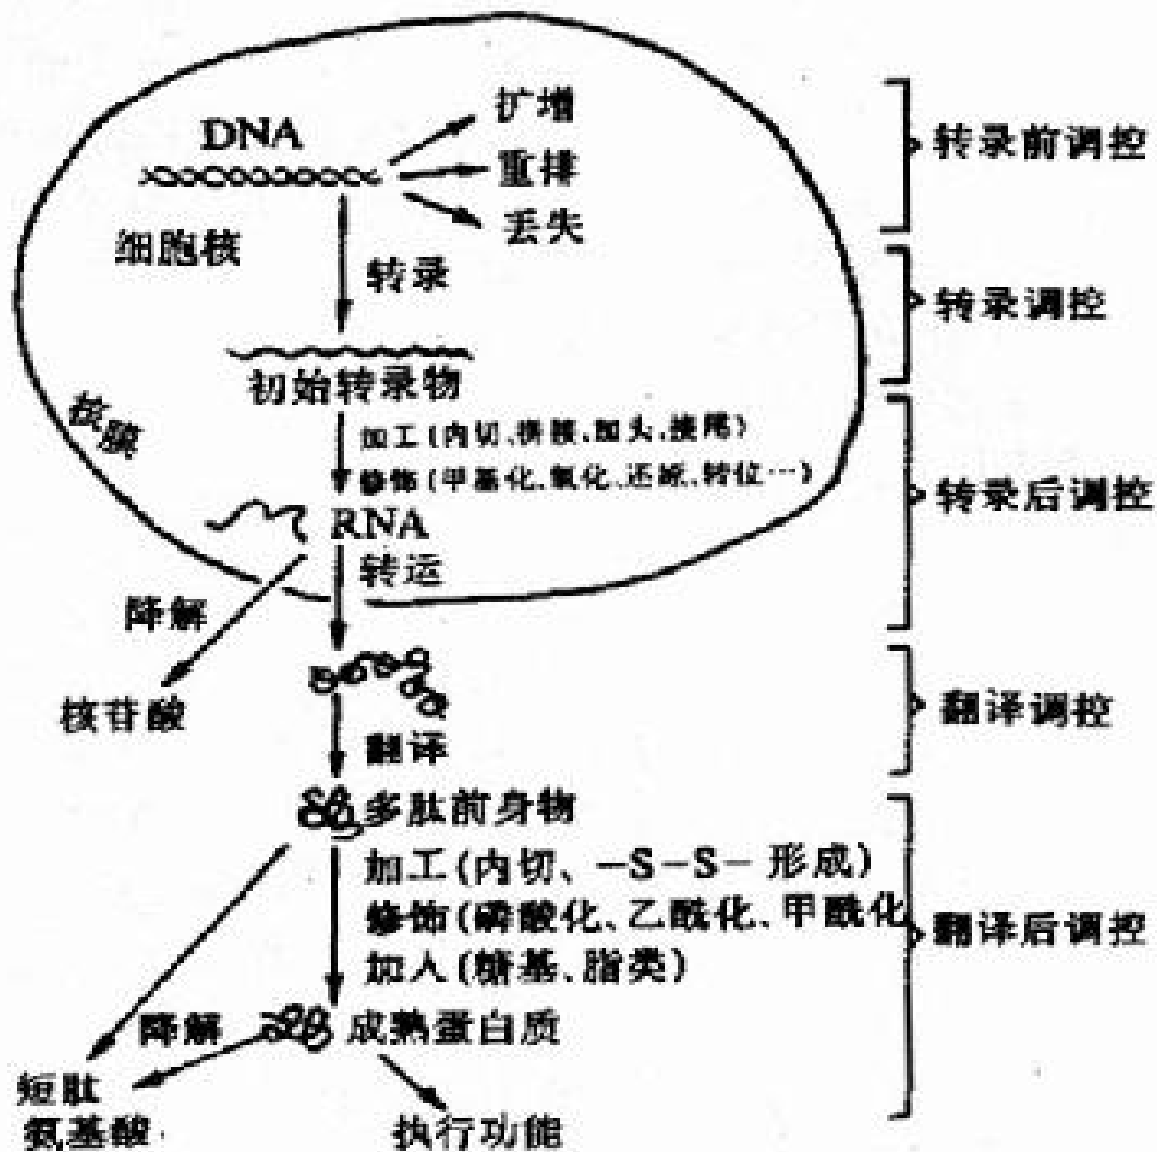 DNA
扩增
重排
丢失
转录前调控
细胞核
转录
转录调控
初始转录物
核膜
加工(内切、拼接、加头、接尾)
修饰(甲基化、氧化、还原、转位…)
转录后调控
RNA
转运
降解
核苷酸
翻译调控
翻译
多肽前身物
加工(内切、-S-S-形成)
修饰(磷酸化、乙酰化、甲酰化
加入(糖基、脂类)
翻译后调控
降解
成熟蛋白质
短肽
氨基酸
执行功能